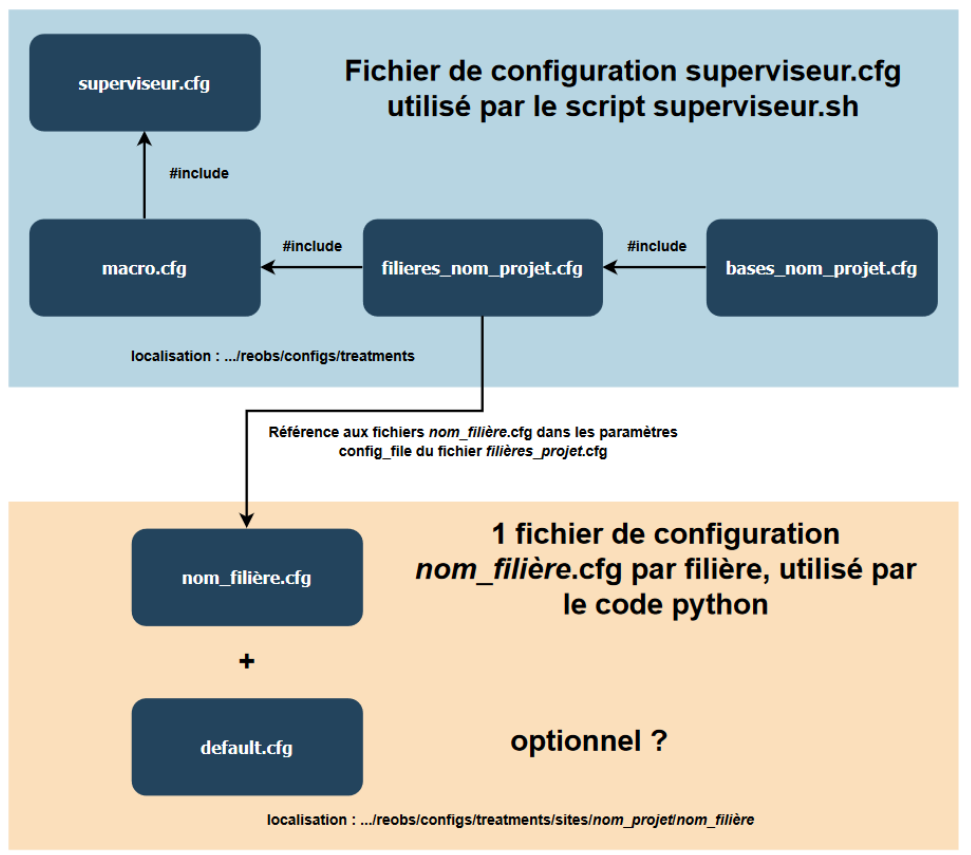 superviseur.cfg
Fichier de configuration superviseur.cfg
utilisé par le script superviseur.sh
#include
macro.cfg
#include
filieres_nom_projet.cfg
#include
bases_nom_projet.cfg
localisation : .../reobs/configs/treatments
Référence aux fichiers nom_filière.cfg dans les paramètres
config_file du fichier filières_projet.cfg
nom_filière.cfg
1 fichier de configuration
nom_filière.cfg par filière, utilisé par
le code python
+
default.cfg
optionnel ?
localisation : .../reobs/configs/treatments/sites/nom_projet/nom_filière